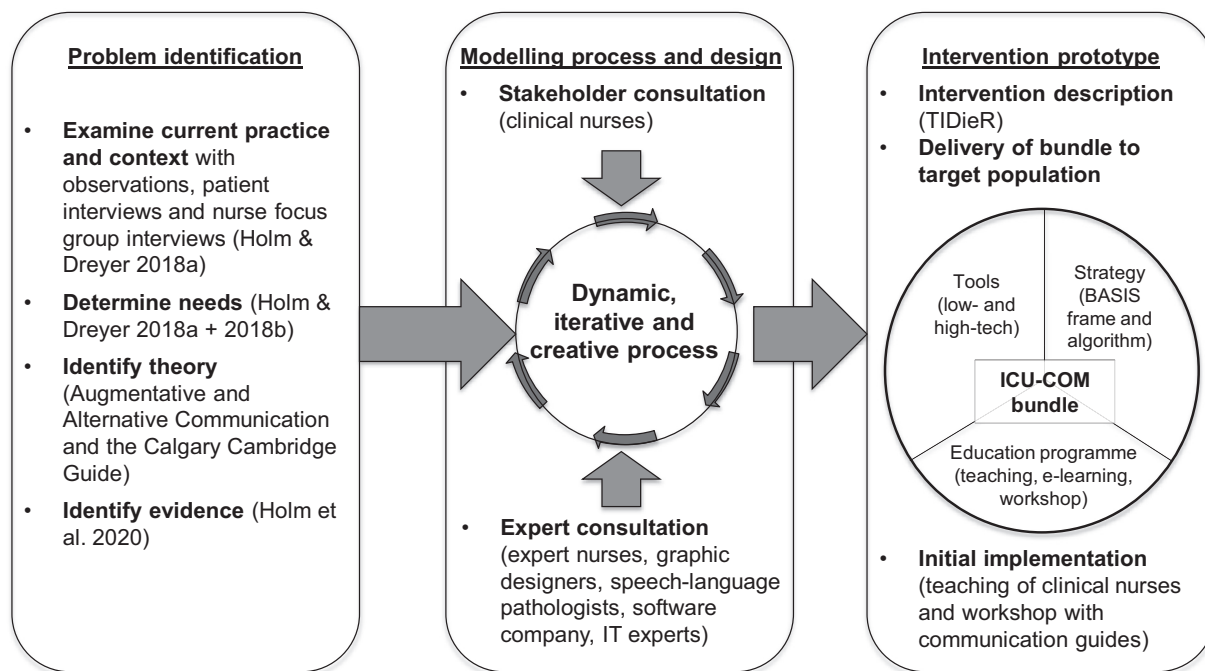 Problem identification
• Examine current practice
and context with
observations, patient
interviews and nurse focus
group interviews (Holm &
Dreyer 2018a)
• Determine needs (Holm &
Dreyer 2018a + 2018b)
• Identify theory
(Augmentative and
Alternative Communication
and the Calgary Cambridge
Guide)
• Identify evidence (Holm et
al. 2020)
Modelling process and design
• Stakeholder consultation
(clinical nurses)
Dynamic,
iterative and
creative process
• Expert consultation
(expert nurses, graphic
designers, speech-language
pathologists, software
company, IT experts)
Intervention prototype
• Intervention description
(TIDieR)
• Delivery of bundle to
target population
Tools
(low- and
high-tech)
Strategy
(BASIS
frame and
algorithm)
ICU-COM
bundle
Education programme
(teaching, e-learning,
workshop)
• Initial implementation
(teaching of clinical nurses
and workshop with
communication guides)